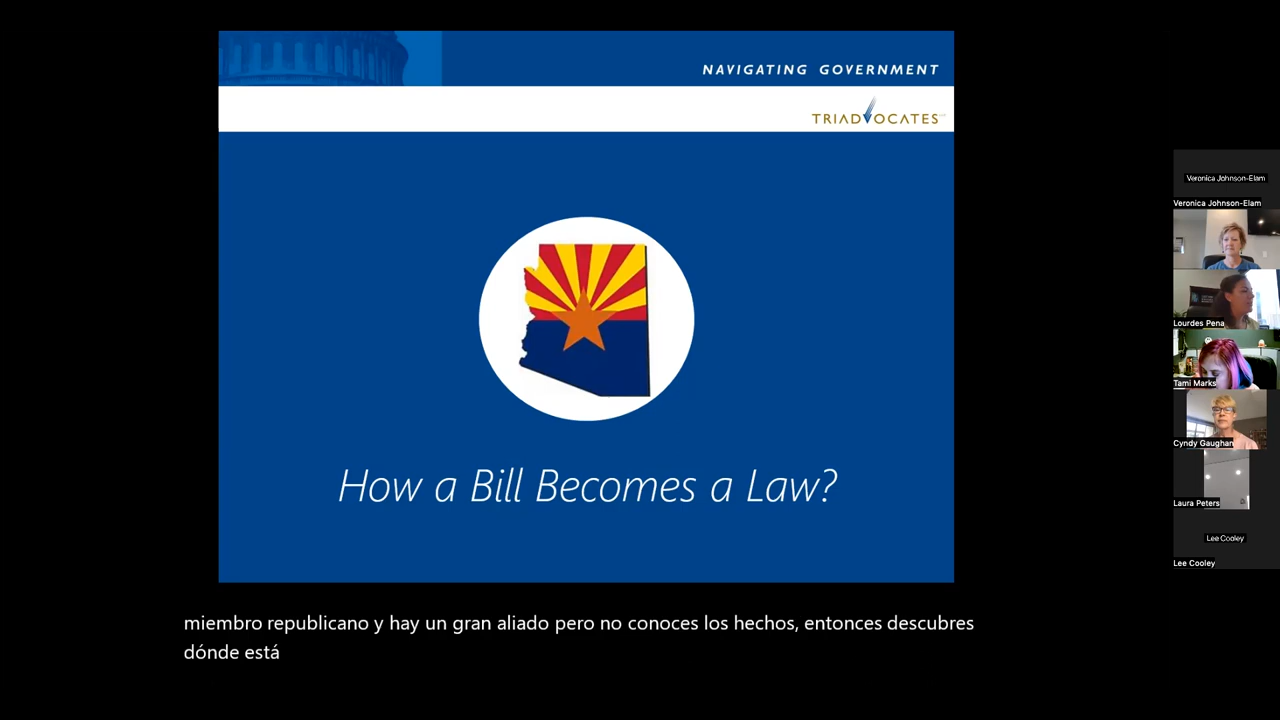 NAVIGATING GOVERNMENT
TRIADVOCATES
How a Bill Becomes a Law?
Veronica Johnson-Elam
Veronica Johnson-Elam
Lourdes Pena
Tami Marks
Cyndy Gaughan
Laura Peters
Lee Cooley
Lee Cooley
miembro republicano y hay un gran aliado pero no conoces los hechos, entonces descubres
dónde está